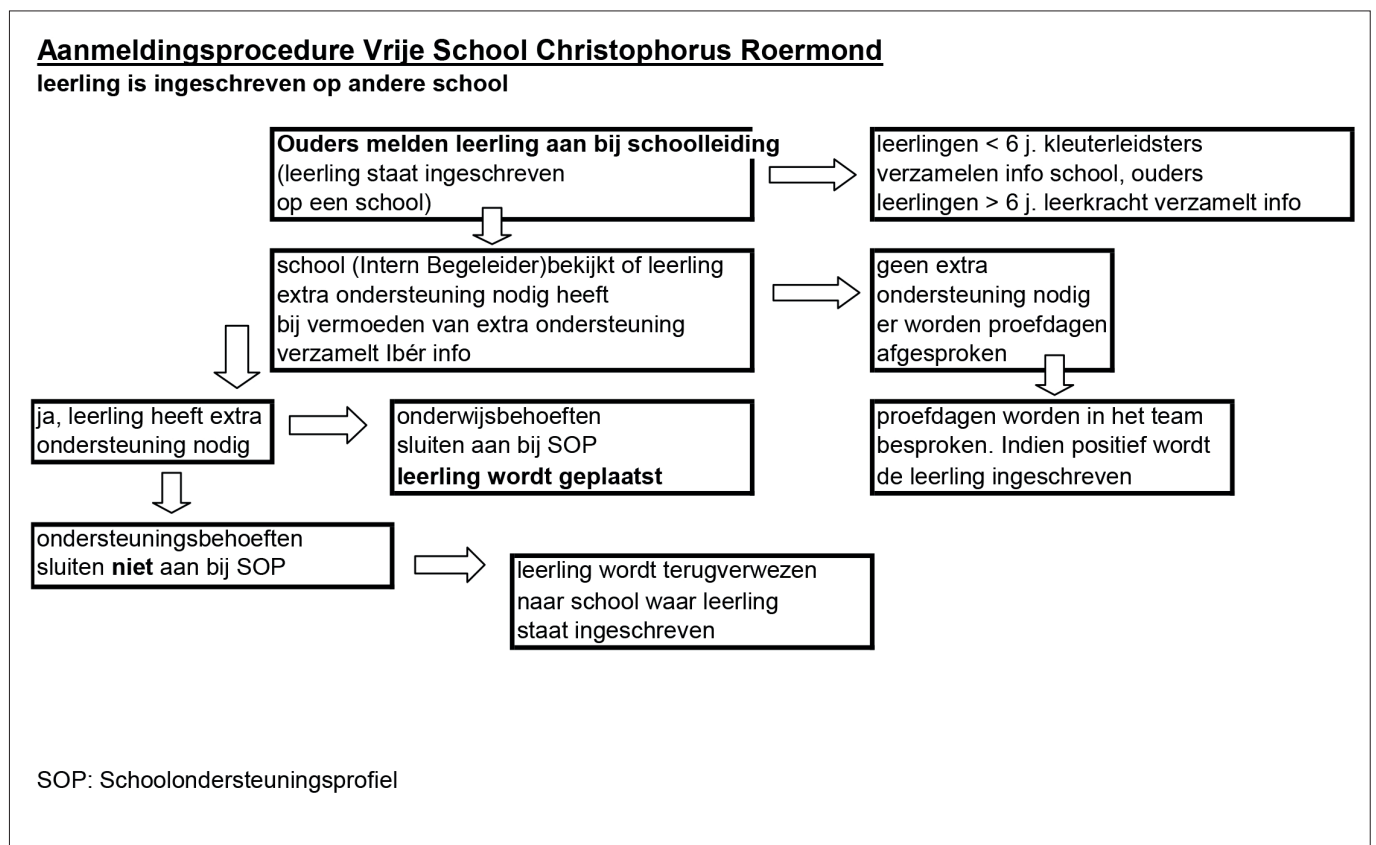 Aanmeldingsprocedure Vrije School Christophorus Roermond
leerling is ingeschreven op andere school
Ouders melden leerling aan bij schoolleiding
(leerling staat ingeschreven
op een school)
leerlingen < 6 j. kleuterleidsters
verzamelen info school, ouders
leerlingen > 6 j. leerkracht verzamelt info
school (Intern Begeleider)bekijkt of leerling
extra ondersteuning nodig heeft
bij vermoeden van extra ondersteuning
verzamelt Ibér info
geen extra
ondersteuning nodig
er worden proefdagen
afgesproken
ja, leerling heeft extra
ondersteuning nodig
onderwijsbehoeften
sluiten aan bij SOP
leerling wordt geplaatst
proefdagen worden in het team
besproken. Indien positief wordt
de leerling ingeschreven
ondersteuningsbehoeften
sluiten niet aan bij SOP
leerling wordt terugverwezen
naar school waar leerling
staat ingeschreven
SOP: Schoolondersteuningsprofiel